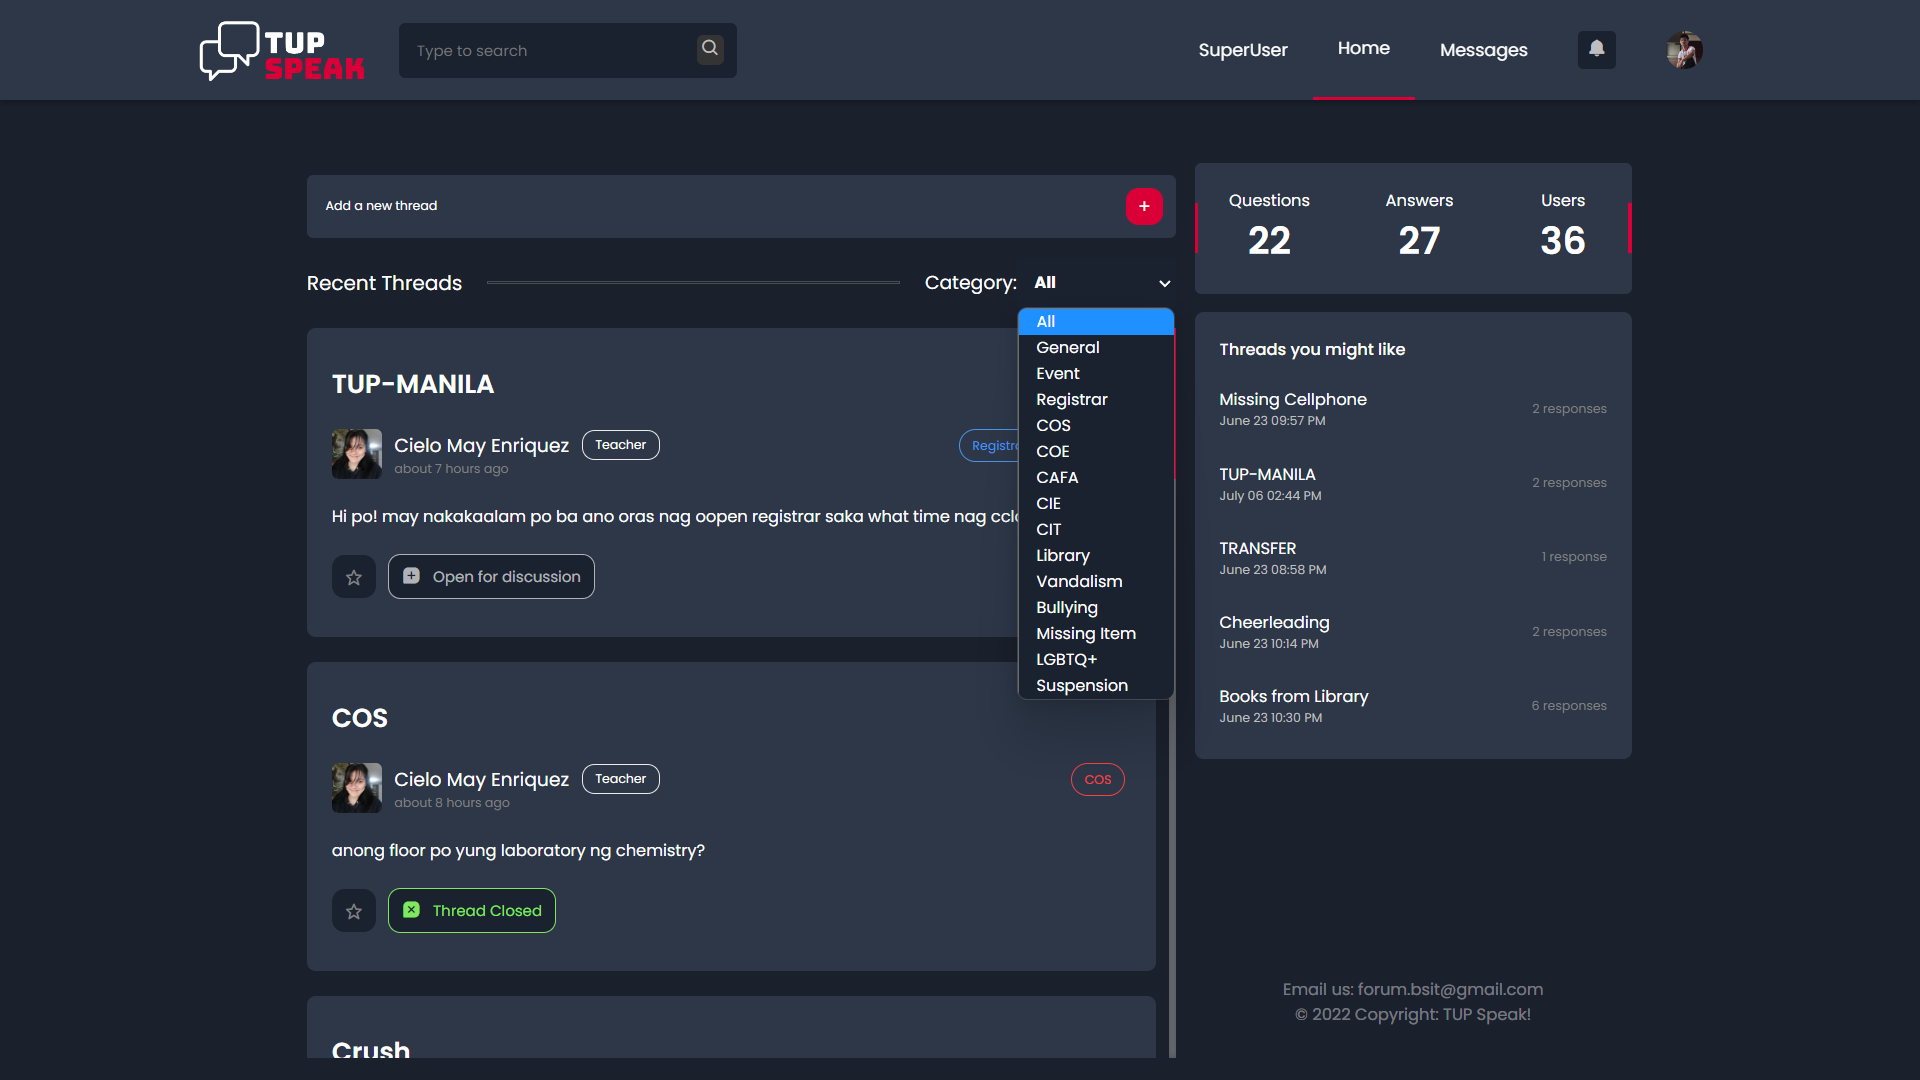 TUP
SPEAK
Type to search
SuperUser
Home
Messages
Add a new thread
+
Recent Threads
Category:
All
All
General
Event
Registrar
COS
COE
CAFA
CIE
CIT
Library
Vandalism
Bullying
Missing Item
LGBTQ+
Suspension
TUP-MANILA
Cielo May Enriquez
Teacher
about 7 hours ago
Hi po! may nakakaalam po ba ano oras nag oopen registrar saka what time nag
Open for discussion
COS
Cielo May Enriquez
Teacher
about 8 hours ago
COS
anong floor po yung laboratory ng chemistry?
Thread Closed
Crush
Questions
22
Answers
27
Users
36
Threads you might like
Missing Cellphone
June 23 09:57 PM
2 responses
TUP-MANILA
July 06 02:44 PM
2 responses
TRANSFER
June 23 08:58 PM
1 response
Cheerleading
June 23 10:14 PM
2 responses
Books from Library
June 23 10:30 PM
6 responses
Email us: forum.bsit@gmail.com
© 2022 Copyright: TUP Speak!